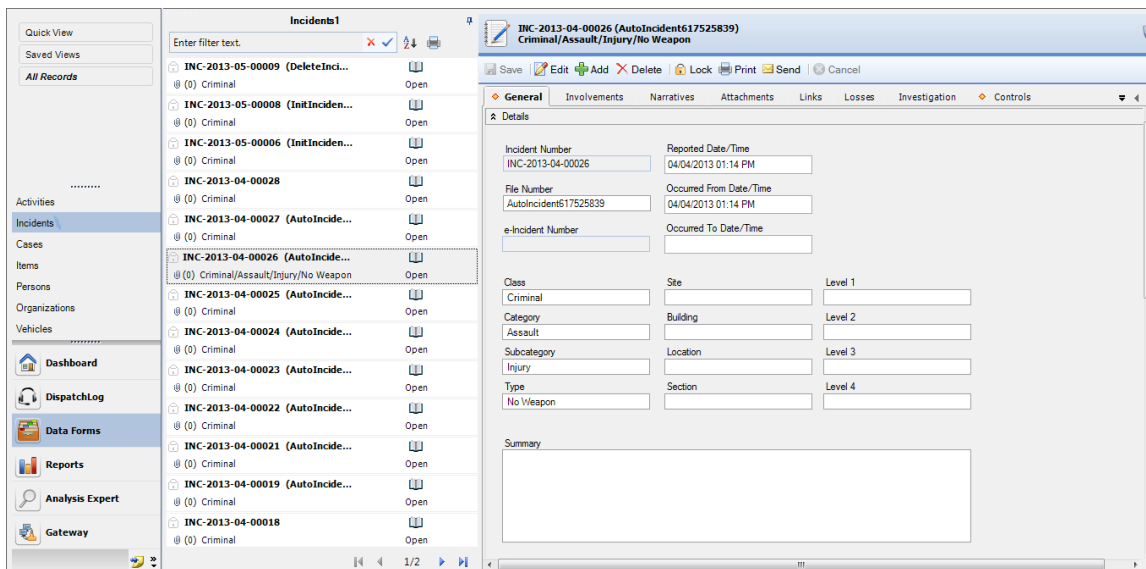 Quick View
Saved Views
All Records
Activities
Incidents
Cases
Items
Persons
Organizations
Vehicles
Dashboard
DispatchLog
Data Forms
Reports
Analysis Expert
Gateway
Incidents1
Enter filter text.
INC-2013-05-00009 (DeleteInci...
(0) Criminal Open
INC-2013-05-00008 (InitInciden...
(0) Criminal Open
INC-2013-05-00006 (InitInciden...
(0) Criminal Open
INC-2013-04-00028
(0) Criminal Open
INC-2013-04-00027 (AutoIncide...
(0) Criminal Open
INC-2013-04-00026 (AutoIncide...
(0) Criminal/Assault/Injury/No Weapon Open
INC-2013-04-00025 (AutoIncide...
(0) Criminal Open
INC-2013-04-00024 (AutoIncide...
(0) Criminal Open
INC-2013-04-00023 (AutoIncide...
(0) Criminal Open
INC-2013-04-00022 (AutoIncide...
(0) Criminal Open
INC-2013-04-00021 (AutoIncide...
(0) Criminal Open
INC-2013-04-00019 (AutoIncide...
(0) Criminal Open
INC-2013-04-00018
(0) Criminal Open
1/2
INC-2013-04-00026 (AutoIncident617525839)
Criminal/Assault/Injury/No Weapon
Save Edit Add Delete Lock Print Send Cancel
General Involvements Narratives Attachments Links Losses Investigation Controls
Details
Incident Number Reported Date/Time
INC-2013-04-00026 04/04/2013 01:14 PM
File Number Occurred From Date/Time
AutoIncident617525839 04/04/2013 01:14 PM
e-Incident Number Occurred To Date/Time
Class Site Level 1
Criminal
Category Building Level 2
Assault
Subcategory Location Level 3
Injury
Type Section Level 4
No Weapon
Summary